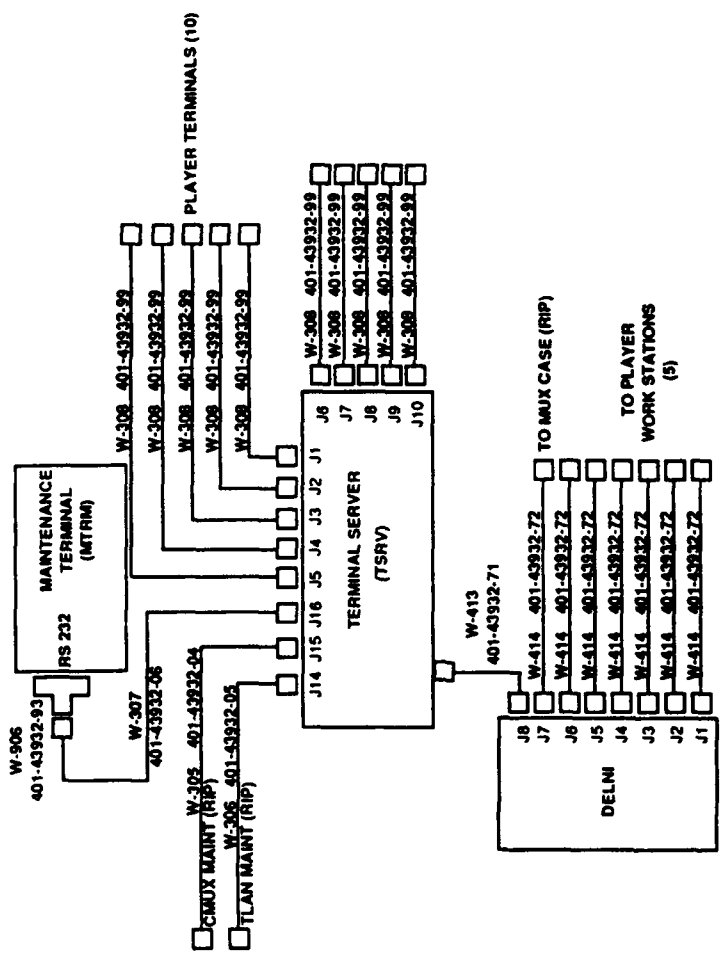 W-906
401-43932-93
MAINTENANCE
TERMINAL
(MTRM)
RS 232
W-307
401-43932-06
W-305 401-43932-04
CMUX MAINT (RIP)
W-306 401-43932-05
TLAN MAINT (RIP)
W-308 401-43932-99
W-308 401-43932-99
W-308 401-43932-99
W-308 401-43932-99
W-308 401-43932-99
PLAYER TERMINALS (10)
J14
J15
J16
J5
J4
J3
J2
J1
TERMINAL SERVER
(TSRV)
J6
J7
J8
J9
J10
W-308 401-43932-99
W-308 401-43932-99
W-308 401-43932-99
W-308 401-43932-99
W-308 401-43932-99
W-413
401-43932-71
DELNI
J8
J7
J6
J5
J4
J3
J2
J1
W-414 401-43932-72
W-414 401-43932-72
W-414 401-43932-72
W-414 401-43932-72
W-414 401-43932-72
W-414 401-43932-72
W-414 401-43932-72
TO MUX CASE (RIP)
TO PLAYER
WORK STATIONS
(5)